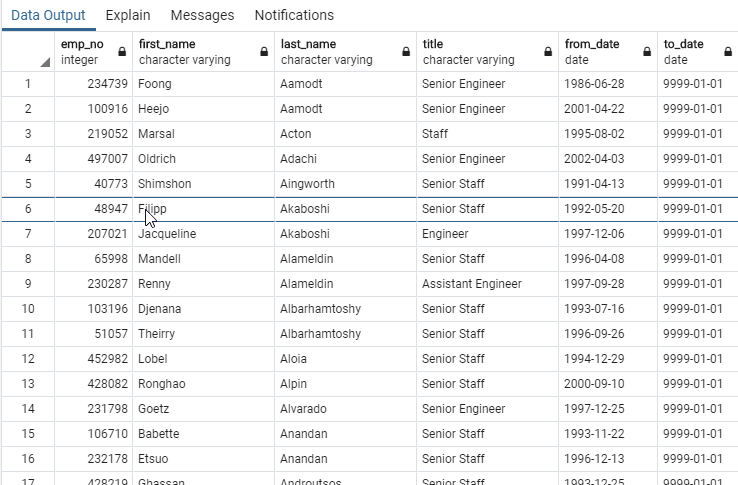 Data Output Explain Messages Notifications
emp_no first_name last_name title from_date to_date
integer character varying character varying character varying date date
1 234739 Foong Aamodt Senior Engineer 1986-06-28 9999-01-01
2 100916 Heejo Aamodt Senior Engineer 2001-04-22 9999-01-01
3 219052 Marsal Acton Staff 1995-08-02 9999-01-01
4 497007 Oldrich Adachi Senior Engineer 2002-04-03 9999-01-01
5 40773 Shimshon Aingworth Senior Staff 1991-04-13 9999-01-01
6 48947 Filipp Akaboshi Senior Staff 1992-05-20 9999-01-01
7 207021 Jacqueline Akaboshi Engineer 1997-12-06 9999-01-01
8 65998 Mandell Alameldin Senior Staff 1996-04-08 9999-01-01
9 230287 Renny Alameldin Assistant Engineer 1997-09-28 9999-01-01
10 103196 Djenana Albarhamtoshy Senior Staff 1993-07-16 9999-01-01
11 51057 Theirry Albarhamtoshy Senior Staff 1996-09-26 9999-01-01
12 452982 Lobel Aloia Senior Staff 1994-12-29 9999-01-01
13 428082 Ronghao Alpin Senior Staff 2000-09-10 9999-01-01
14 231798 Goetz Alvarado Senior Engineer 1997-12-25 9999-01-01
15 106710 Babette Anandan Senior Staff 1993-11-22 9999-01-01
16 232178 Etsuo Anandan Senior Staff 1996-12-13 9999-01-01
17 428219 Ghassan Androutsos Senior Staff 1993-12-25 9999-01-01